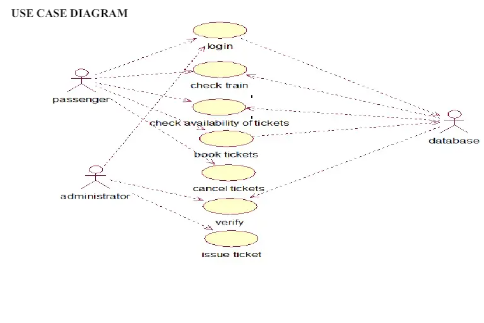 USE CASE DIAGRAM
login
check train
passenger
check availability of tickets
database
book tickets
cancel tickets
administrator
verify
issue ticket